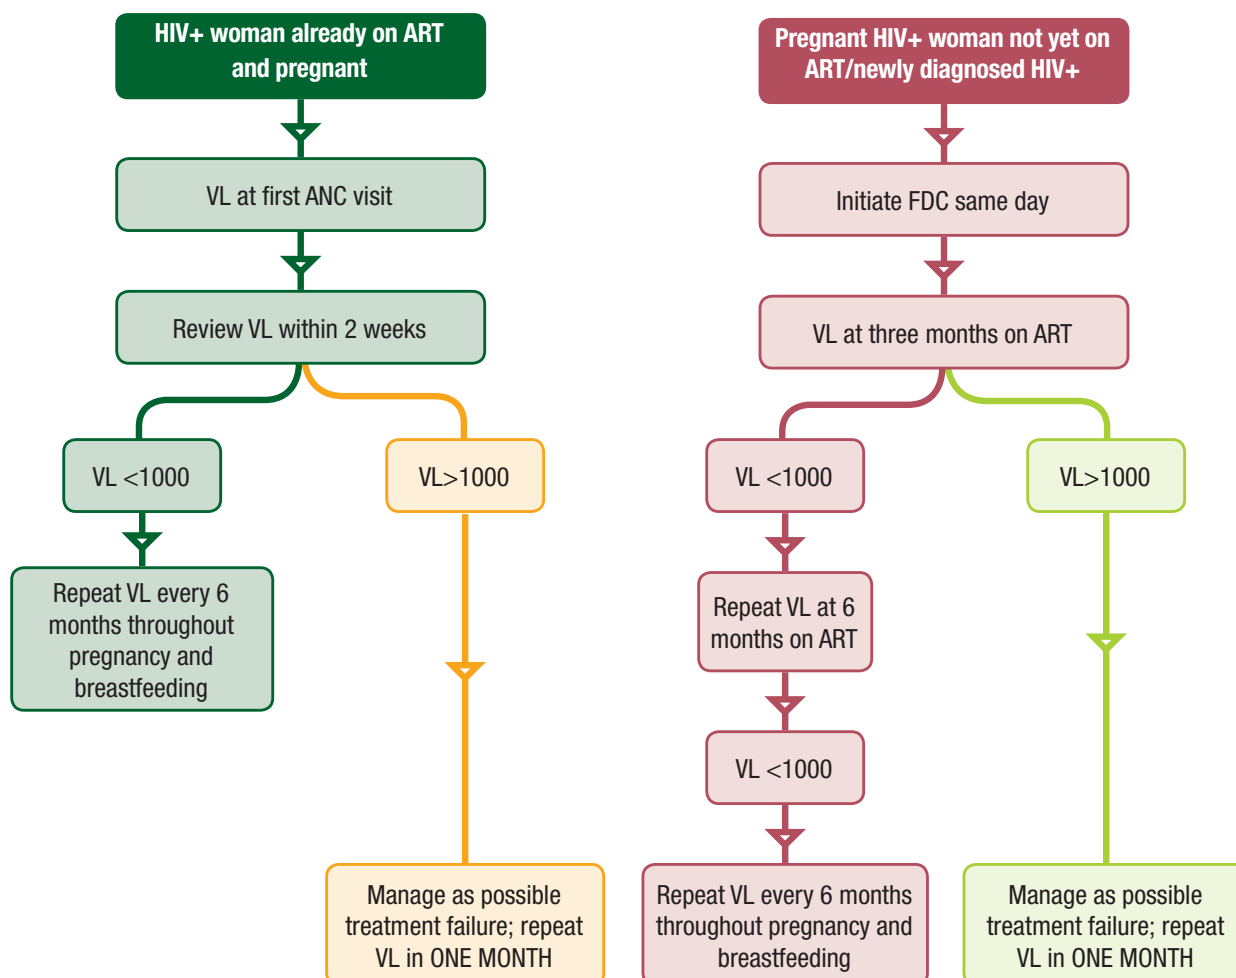 HIV+ woman already on ART
and pregnant
VL at first ANC visit
Review VL within 2 weeks
VL <1000
Repeat VL every 6
months throughout
pregnancy and
breastfeeding
VL>1000
Manage as possible
treatment failure; repeat
VL in ONE MONTH
Pregnant HIV+ woman not yet on
ART/newly diagnosed HIV+
Initiate FDC same day
VL at three months on ART
VL <1000
Repeat VL at 6
months on ART
VL <1000
Repeat VL every 6 months
throughout pregnancy and
breastfeeding
VL>1000
Manage as possible
treatment failure; repeat
VL in ONE MONTH